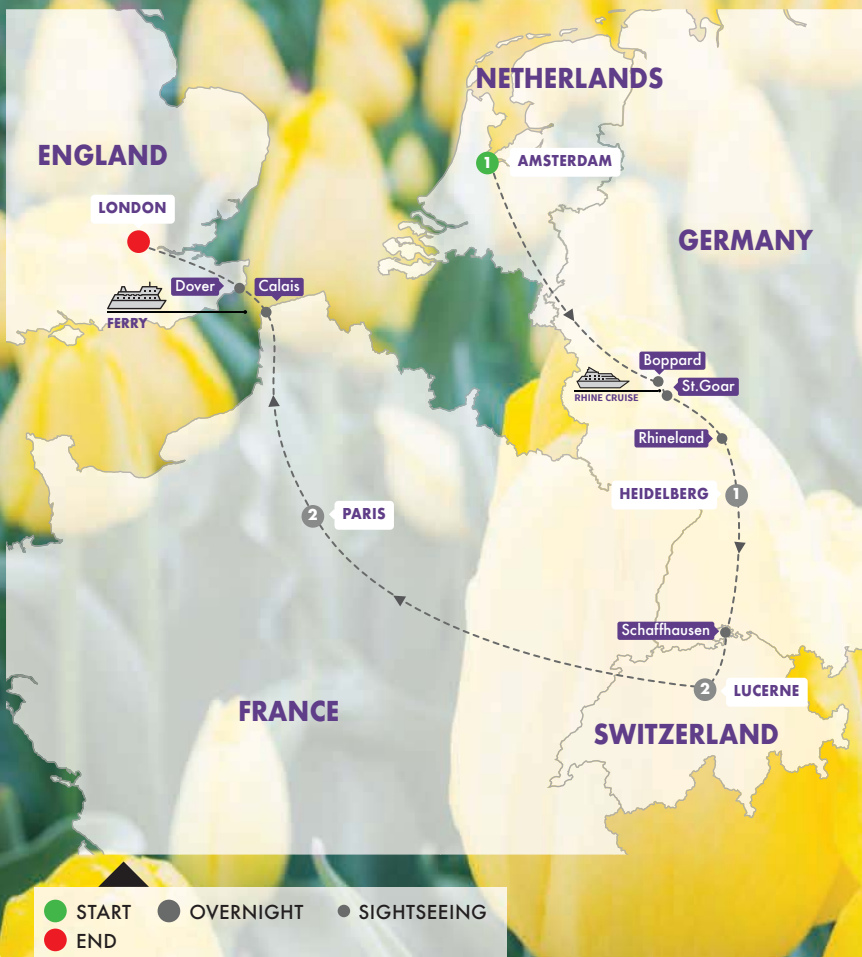 NETHERLANDS
ENGLAND
1 AMSTERDAM
LONDON
GERMANY
Dover
Calais
FERRY
Boppard
St.Goar
RHINE CRUISE
Rhineland
HEIDELBERG 1
2 PARIS
Schaffhausen
2 LUCERNE
FRANCE
SWITZERLAND
START OVERNIGHT SIGHTSEEING
END